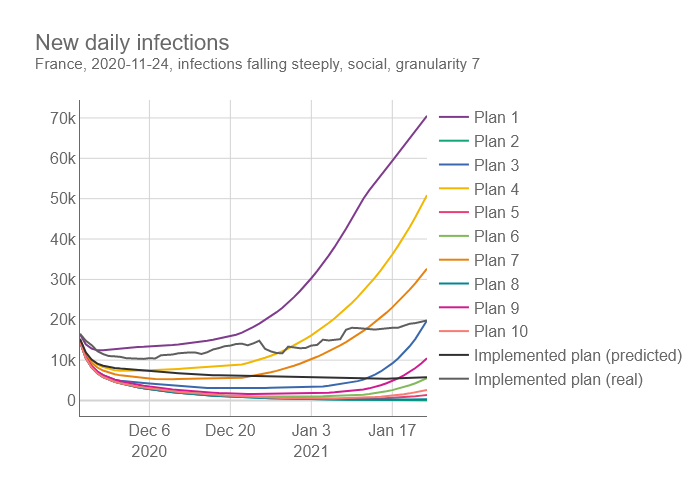 New daily infections
France, 2020-11-24, infections falling steeply, social, granularity 7
70k
60k
50k
40k
30k
20k
10k
0
Dec 6
2020
Dec 20
Jan 3
2021
Jan 17
Plan 1
Plan 2
Plan 3
Plan 4
Plan 5
Plan 6
Plan 7
Plan 8
Plan 9
Plan 10
Implemented plan (predicted)
Implemented plan (real)